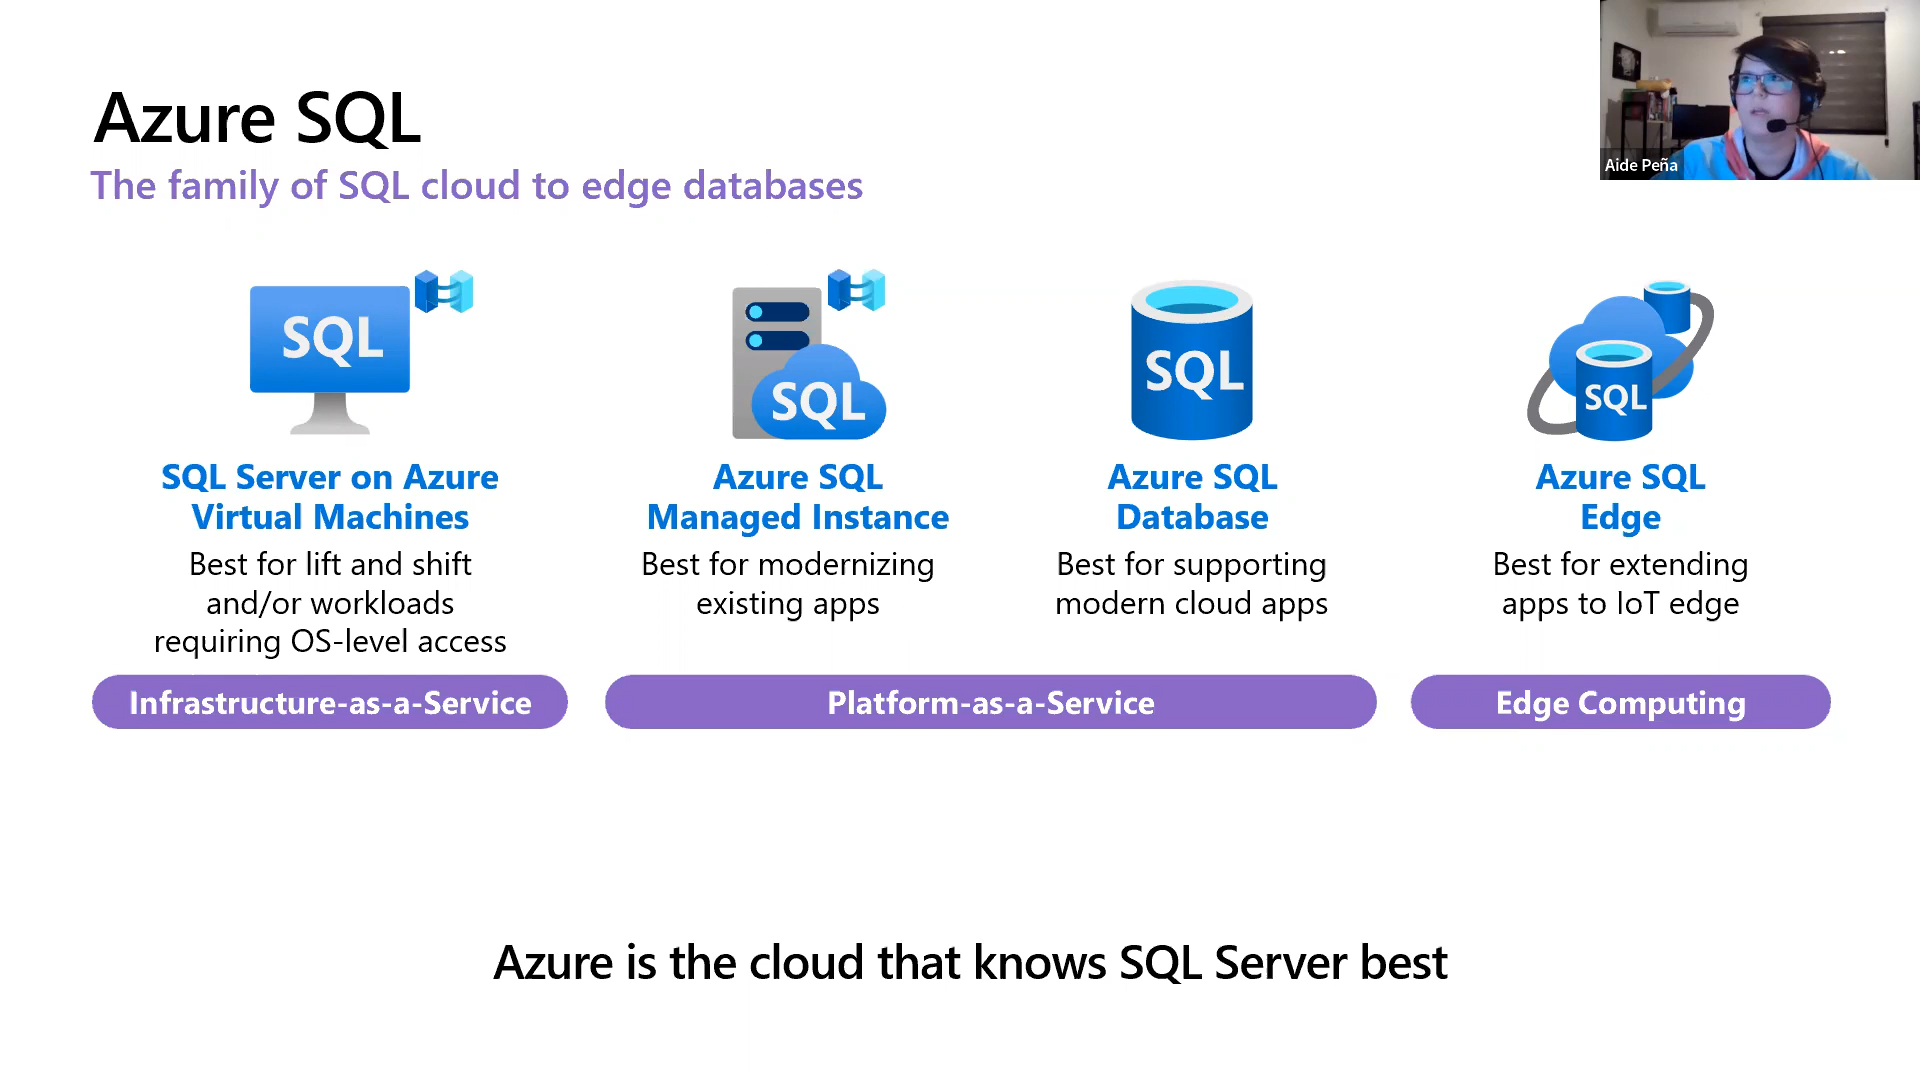 Azure SQL
The family of SQL cloud to edge databases
Aide Peña
SQL
SQL
SQL
SQL
SQL Server on Azure
Virtual Machines
Best for lift and shift
and/or workloads
requiring OS-level access
Azure SQL
Managed Instance
Best for modernizing
existing apps
Azure SQL
Database
Best for supporting
modern cloud apps
Azure SQL
Edge
Best for extending
apps to IoT edge
Infrastructure-as-a-Service
Platform-as-a-Service
Edge Computing
Azure is the cloud that knows SQL Server best